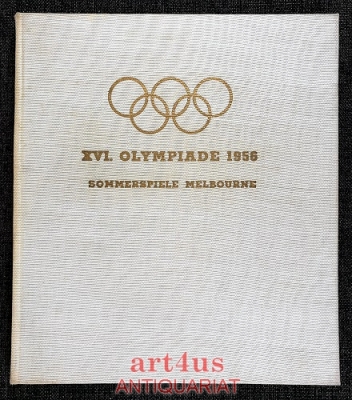 XVI. OLYMPIADE 1956
SOMMERSPIELE MELBOURNE
art4us
ANTIQUARIAT